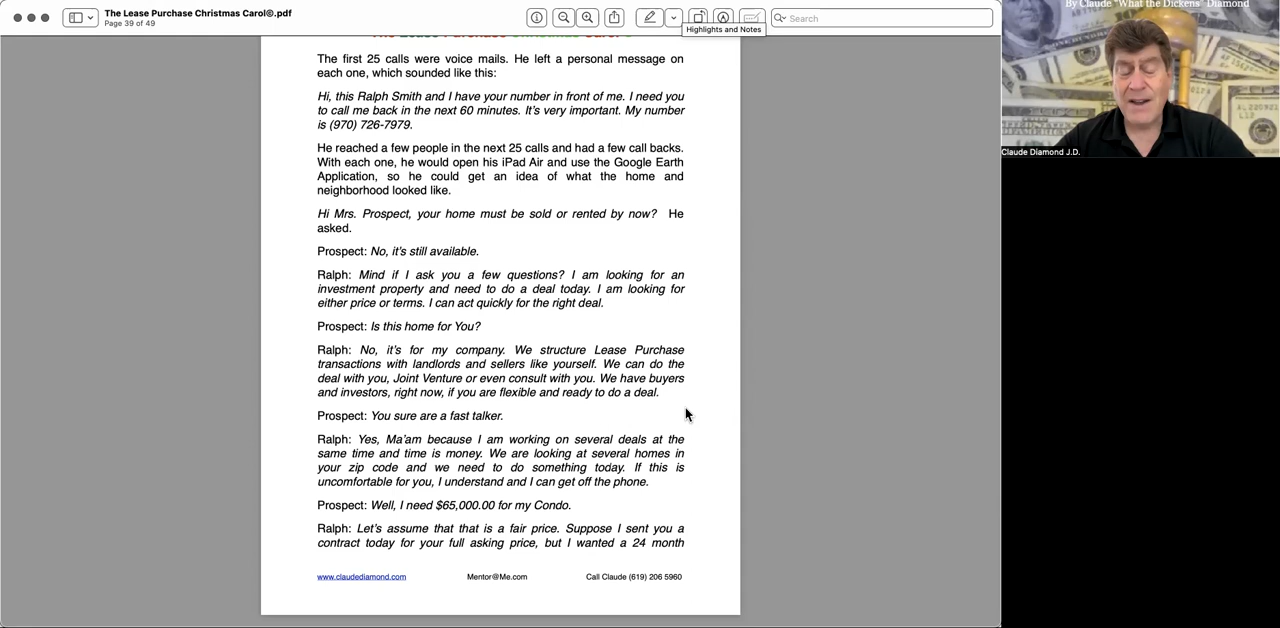 The Lease Purchase Christmas Carol©.pdf
Page 39 of 49
Search
Highlights and Notes
By Claude "What the Dickens" Diamond
The Lease Purchase Christmas Carol©
The first 25 calls were voice mails. He left a personal message on
each one, which sounded like this:
Hi, this Ralph Smith and I have your number in front of me. I need you
to call me back in the next 60 minutes. It's very important. My number
is (970) 726-7979.
He reached a few people in the next 25 calls and had a few call backs.
With each one, he would open his iPad Air and use the Google Earth
Application, so he could get an idea of what the home and
neighborhood looked like.
Hi Mrs. Prospect, your home must be sold or rented by now? He
asked.
Prospect: No, it's still available.
Ralph: Mind if I ask you a few questions? I am looking for an
investment property and need to do a deal today. I am looking for
either price or terms. I can act quickly for the right deal.
Prospect: Is this home for You?
Ralph: No, it's for my company. We structure Lease Purchase
transactions with landlords and sellers like yourself. We can do the
deal with you, Joint Venture or even consult with you. We have buyers
and investors, right now, if you are flexible and ready to do a deal.
Prospect: You sure are a fast talker.
Ralph: Yes, Ma'am because I am working on several deals at the
same time and time is money. We are looking at several homes in
your zip code and we need to do something today. If this is
uncomfortable for you, I understand and I can get off the phone.
Prospect: Well, I need $65,000.00 for my Condo.
Ralph: Let's assume that that is a fair price. Suppose I sent you a
contract today for your full asking price, but I wanted a 24 month
www.claudediamond.com Mentor@Me.com Call Claude (619) 206 5960
Claude Diamond J.D.